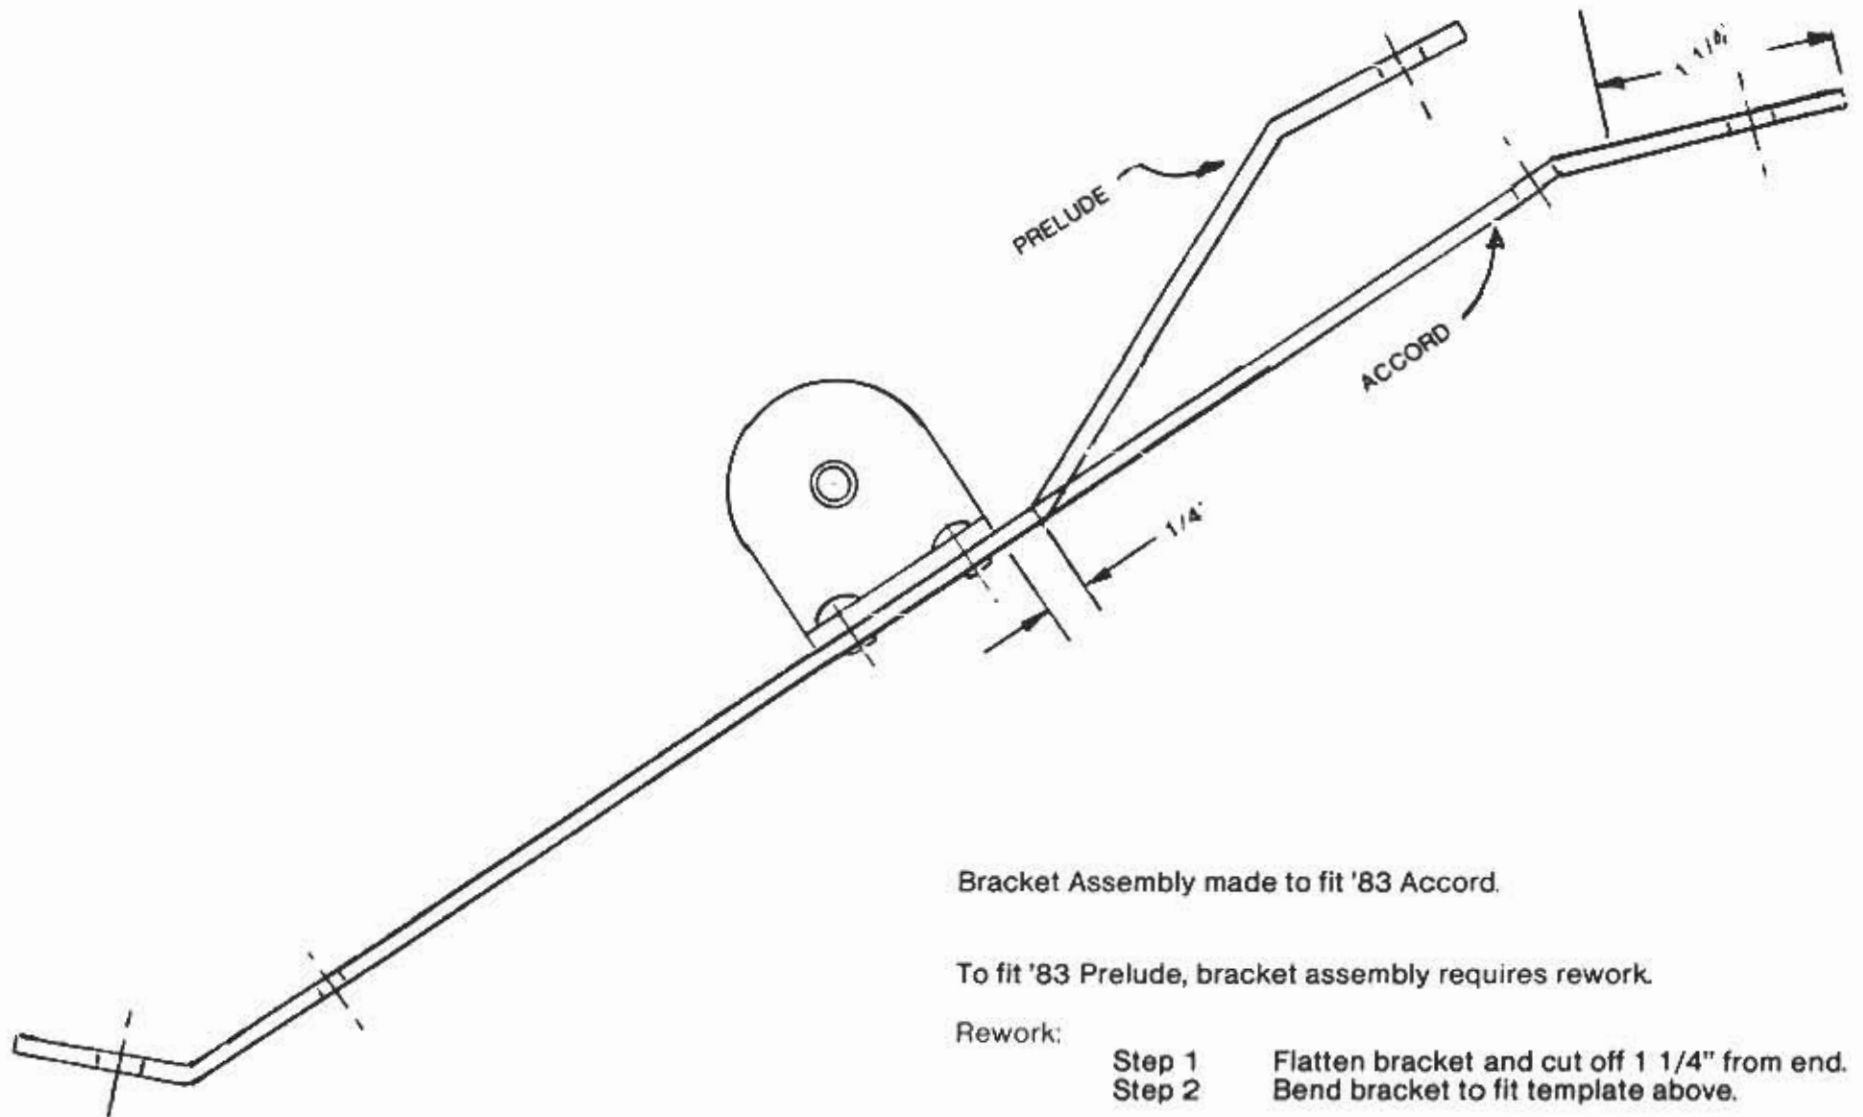 PRELUDE
ACCORD
1/4"
Bracket Assembly made to fit '83 Accord.
To fit '83 Prelude, bracket assembly requires rework.
Rework:
Step 1 Flatten bracket and cut off 1 1/4" from end.
Step 2 Bend bracket to fit template above.